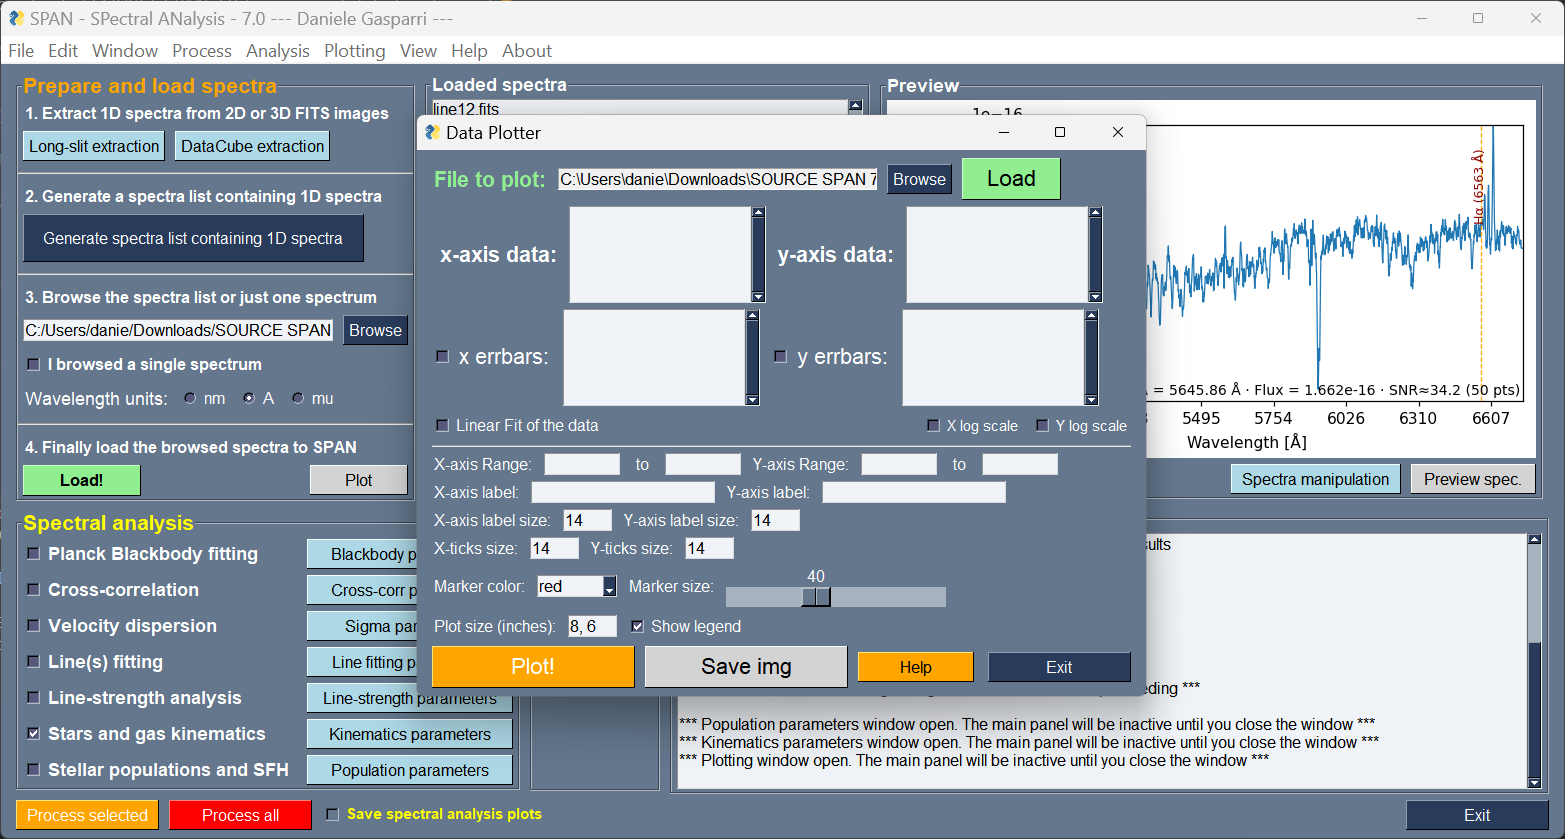 SPAN - SPectral ANalysis - 7.0 --- Daniele Gasparri ---
File Edit Window Process Analysis Plotting View Help About
Prepare and load spectra
1. Extract 1D spectra from 2D or 3D FITS images
Long-slit extraction DataCube extraction
2. Generate a spectra list containing 1D spectra
Generate spectra list containing 1D spectra
3. Browse the spectra list or just one spectrum
C:/Users/danie/Downloads/SOURCE SPAN Browse
I browsed a single spectrum
Wavelength units: nm A mu
4. Finally load the browsed spectra to SPAN
Load! Plot
Loaded spectra
line12.fits
Preview
1e−16
Hα (6563 Å)
= 5645.86 Å · Flux = 1.662e-16 · SNR≈34.2 (50 pts)
5495 5754 6026 6310 6607
Wavelength [Å]
Spectra manipulation Preview spec.
Data Plotter
File to plot: C:\Users\danie\Downloads\SOURCE SPAN 7 Browse Load
x-axis data: y-axis data:
x errbars: y errbars:
Linear Fit of the data X log scale Y log scale
X-axis Range: to Y-axis Range: to
X-axis label: Y-axis label:
X-axis label size: 14 Y-axis label size: 14
X-ticks size: 14 Y-ticks size: 14
Marker color: red Marker size: 40
Plot size (inches): 8, 6 Show legend
Plot! Save img Help Exit
Spectral analysis
Planck Blackbody fitting Blackbody p
Cross-correlation Cross-corr p
Velocity dispersion Sigma par
Line(s) fitting Line fitting p
Line-strength analysis Line-strength parameters
Stars and gas kinematics Kinematics parameters
Stellar populations and SFH Population parameters
ults
eding ***
*** Population parameters window open. The main panel will be inactive until you close the window ***
*** Kinematics parameters window open. The main panel will be inactive until you close the window ***
*** Plotting window open. The main panel will be inactive until you close the window ***
Process selected Process all Save spectral analysis plots Exit